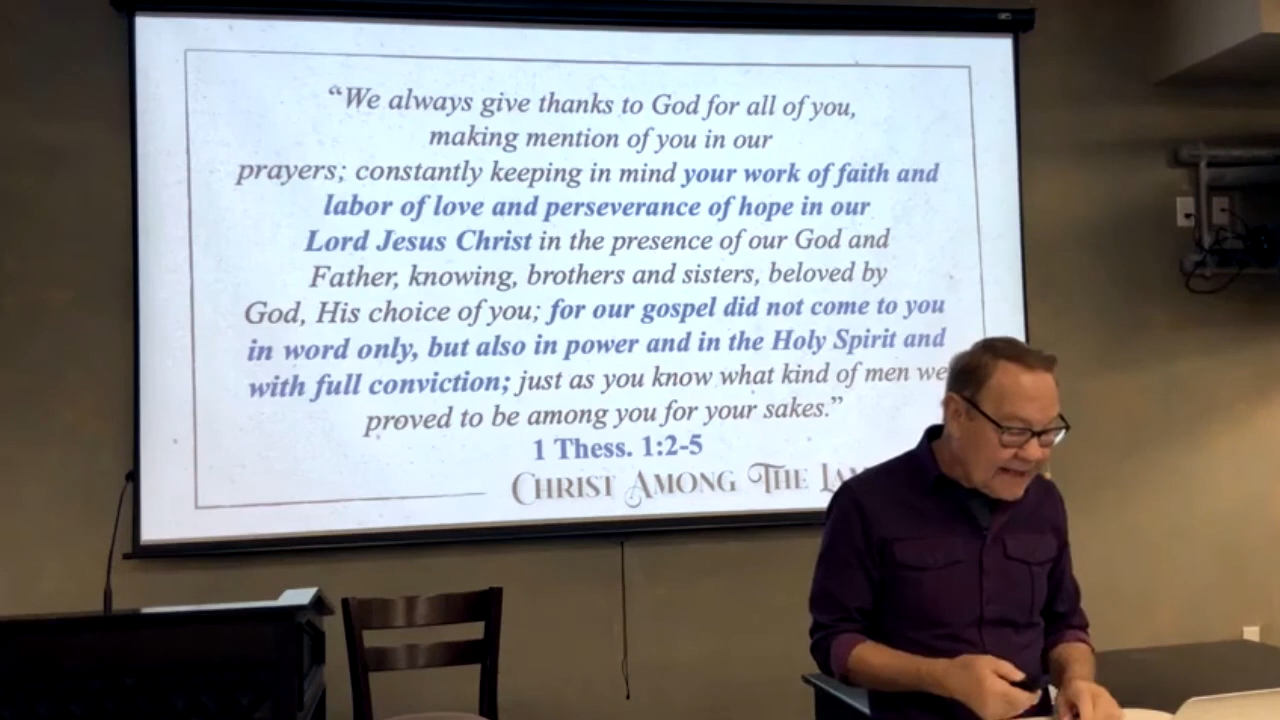 “We always give thanks to God for all of you,
making mention of you in our
prayers; constantly keeping in mind your work of faith and
labor of love and perseverance of hope in our
Lord Jesus Christ in the presence of our God and
Father, knowing, brothers and sisters, beloved by
God, His choice of you; for our gospel did not come to you
in word only, but also in power and in the Holy Spirit and
with full conviction; just as you know what kind of men we
proved to be among you for your sakes.”
1 Thess. 1:2-5
CHRIST AMONG THE